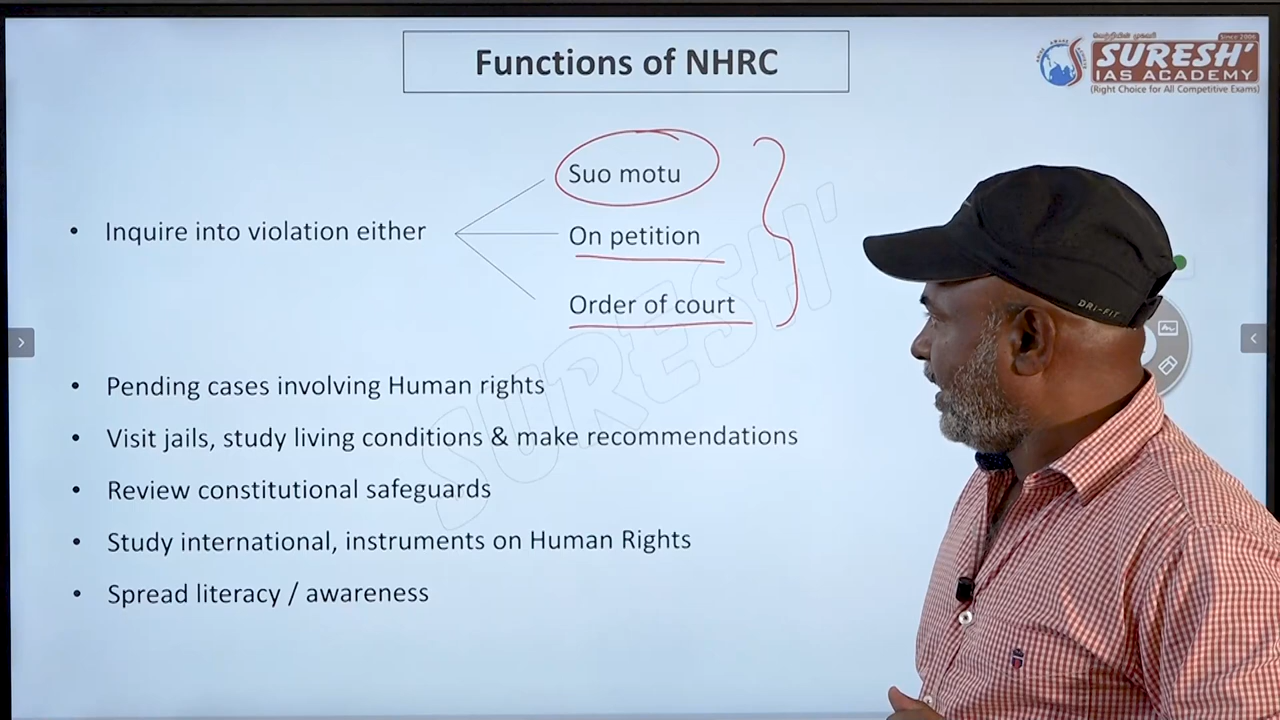 Functions of NHRC
Since 2006
SURESH'
IAS ACADEMY
(Right Choice for All Competitive Exams)
Suo motu
• Inquire into violation either
On petition
Order of court
• Pending cases involving Human rights
• Visit jails, study living conditions & make recommendations
• Review constitutional safeguards
• Study international, instruments on Human Rights
• Spread literacy / awareness
SURESH'
DRI-FIT